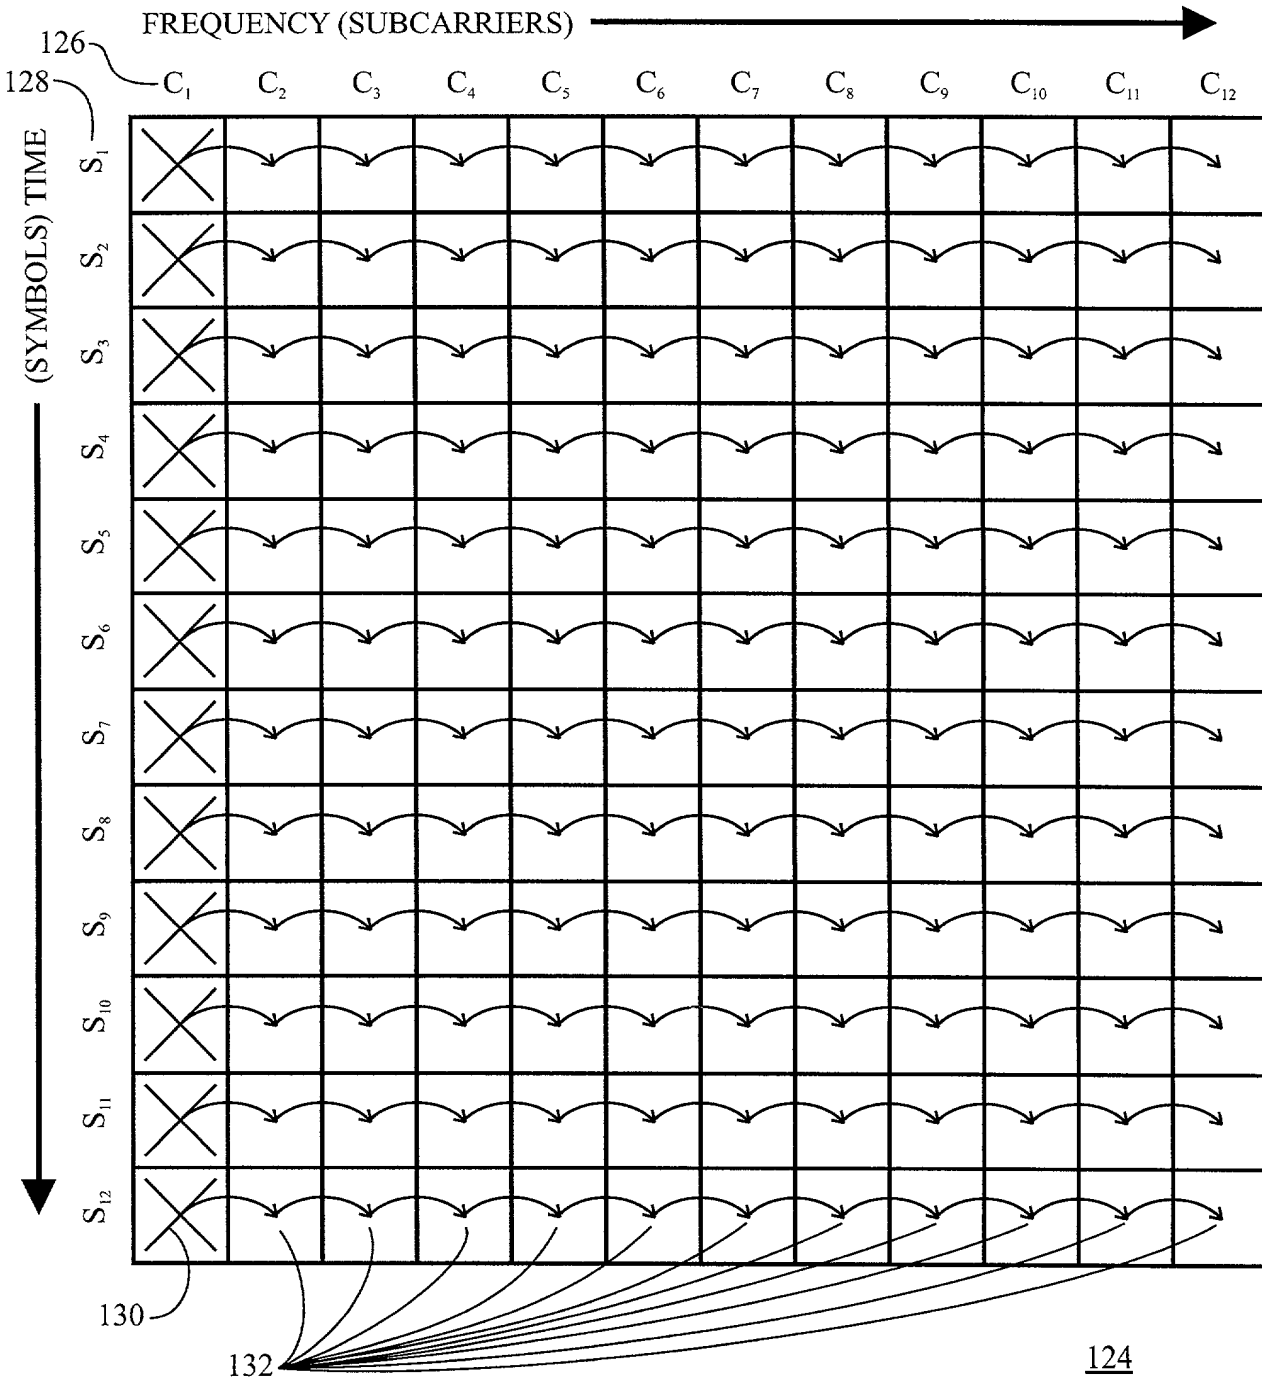 FREQUENCY (SUBCARRIERS)
126
128
C₁ C₂ C₃ C₄ C₅ C₆ C₇ C₈ C₉ C₁₀ C₁₁ C₁₂
(SYMBOLS) TIME
S₁
S₂
S₃
S₄
S₅
S₆
S₇
S₈
S₉
S₁₀
S₁₁
S₁₂
130
132
124